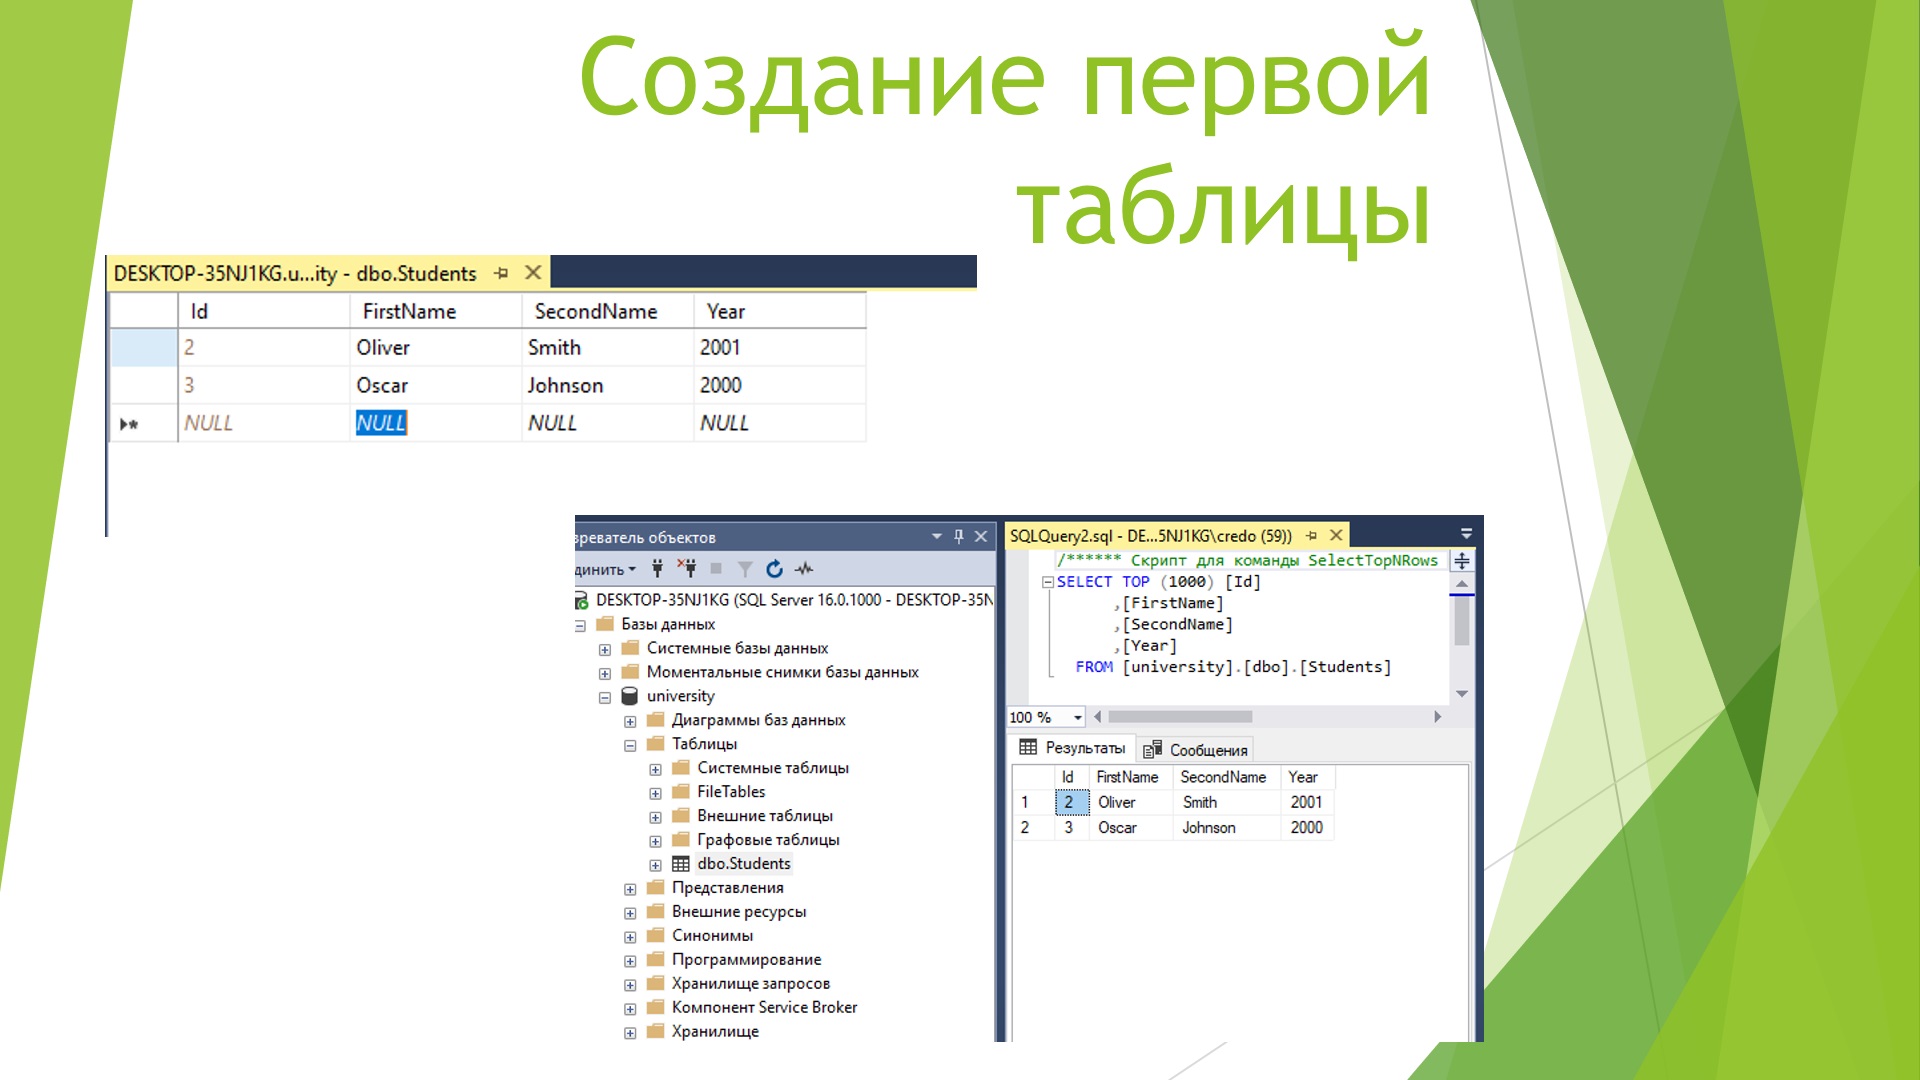 Создание первой
таблицы
DESKTOP-35NJ1KG.u...ity - dbo.Students
Id FirstName SecondName Year
2 Oliver Smith 2001
3 Oscar Johnson 2000
NULL NULL NULL NULL
зреватель объектов
динить
DESKTOP-35NJ1KG (SQL Server 16.0.1000 - DESKTOP-35N
Базы данных
Системные базы данных
Моментальные снимки базы данных
university
Диаграммы баз данных
Таблицы
Системные таблицы
FileTables
Внешние таблицы
Графовые таблицы
dbo.Students
Представления
Внешние ресурсы
Синонимы
Программирование
Хранилище запросов
Компонент Service Broker
Хранилище
SQLQuery2.sql - DE...5NJ1KG\credo (59))
/****** Скрипт для команды SelectTopNRows
SELECT TOP (1000) [Id]
,[FirstName]
,[SecondName]
,[Year]
FROM [university].[dbo].[Students]
100 %
Результаты Сообщения
Id FirstName SecondName Year
1 2 Oliver Smith 2001
2 3 Oscar Johnson 2000